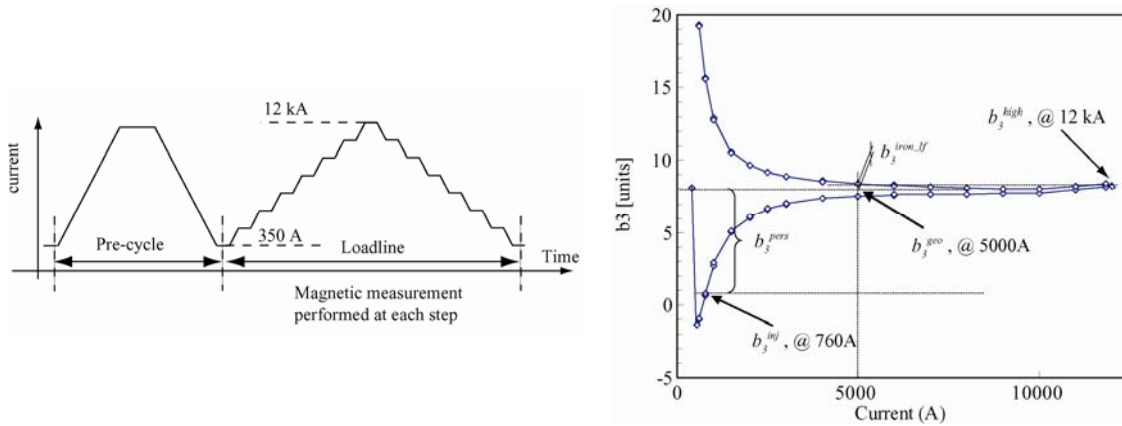 current
12 kA
350 A
Pre-cycle
Loadline
Time
Magnetic measurement
performed at each step
b3 [units]
20
15
10
5
0
-5
b₃^high , @ 12 kA
b₃^iron_lf
b₃^pers
b₃^geo , @ 5000A
b₃^inj , @ 760A
0
5000
10000
Current (A)